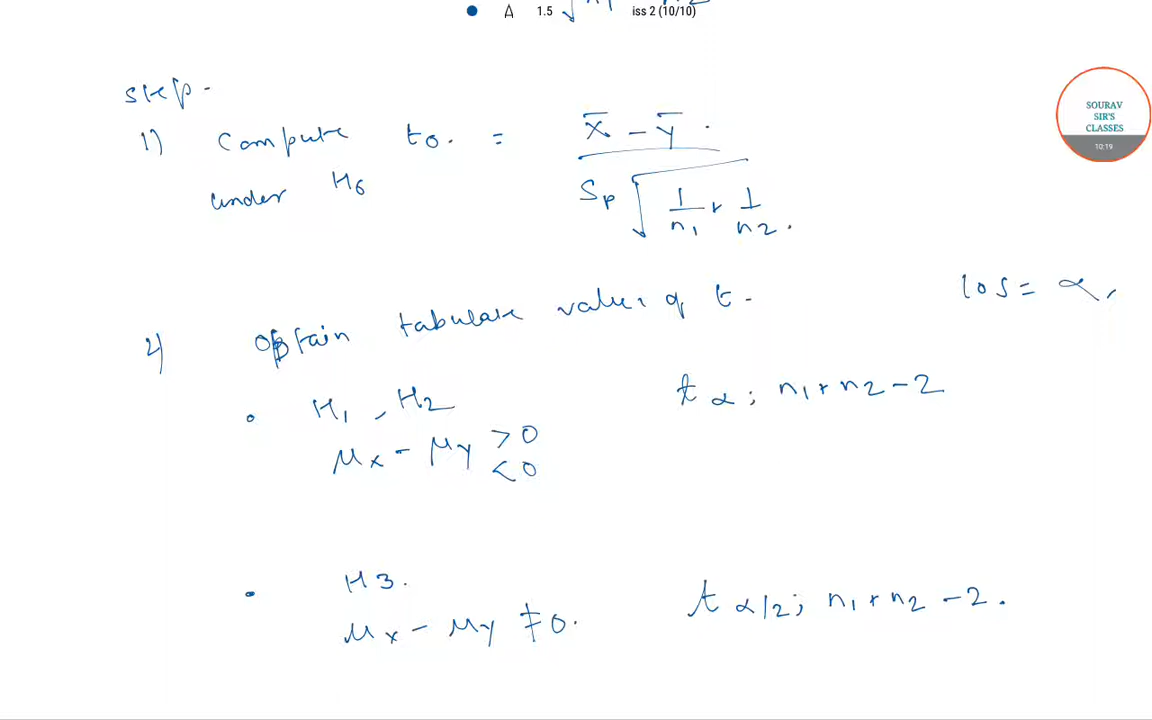 A 1.5 iss 2 (10/10)
step.
SOURAV
SIR'S
CLASSES
10:19
1) Compute t0. = x̄ - ȳ .
under H0 Sp √ 1/n1 + 1/n2 .
los = α,
2) Obtain tabulate values of t.
• H1, H2 tα; n1 + n2 - 2
μx - μy > 0
< 0
• H3.
μx - μy ≠ 0. tα/2; n1 + n2 - 2.